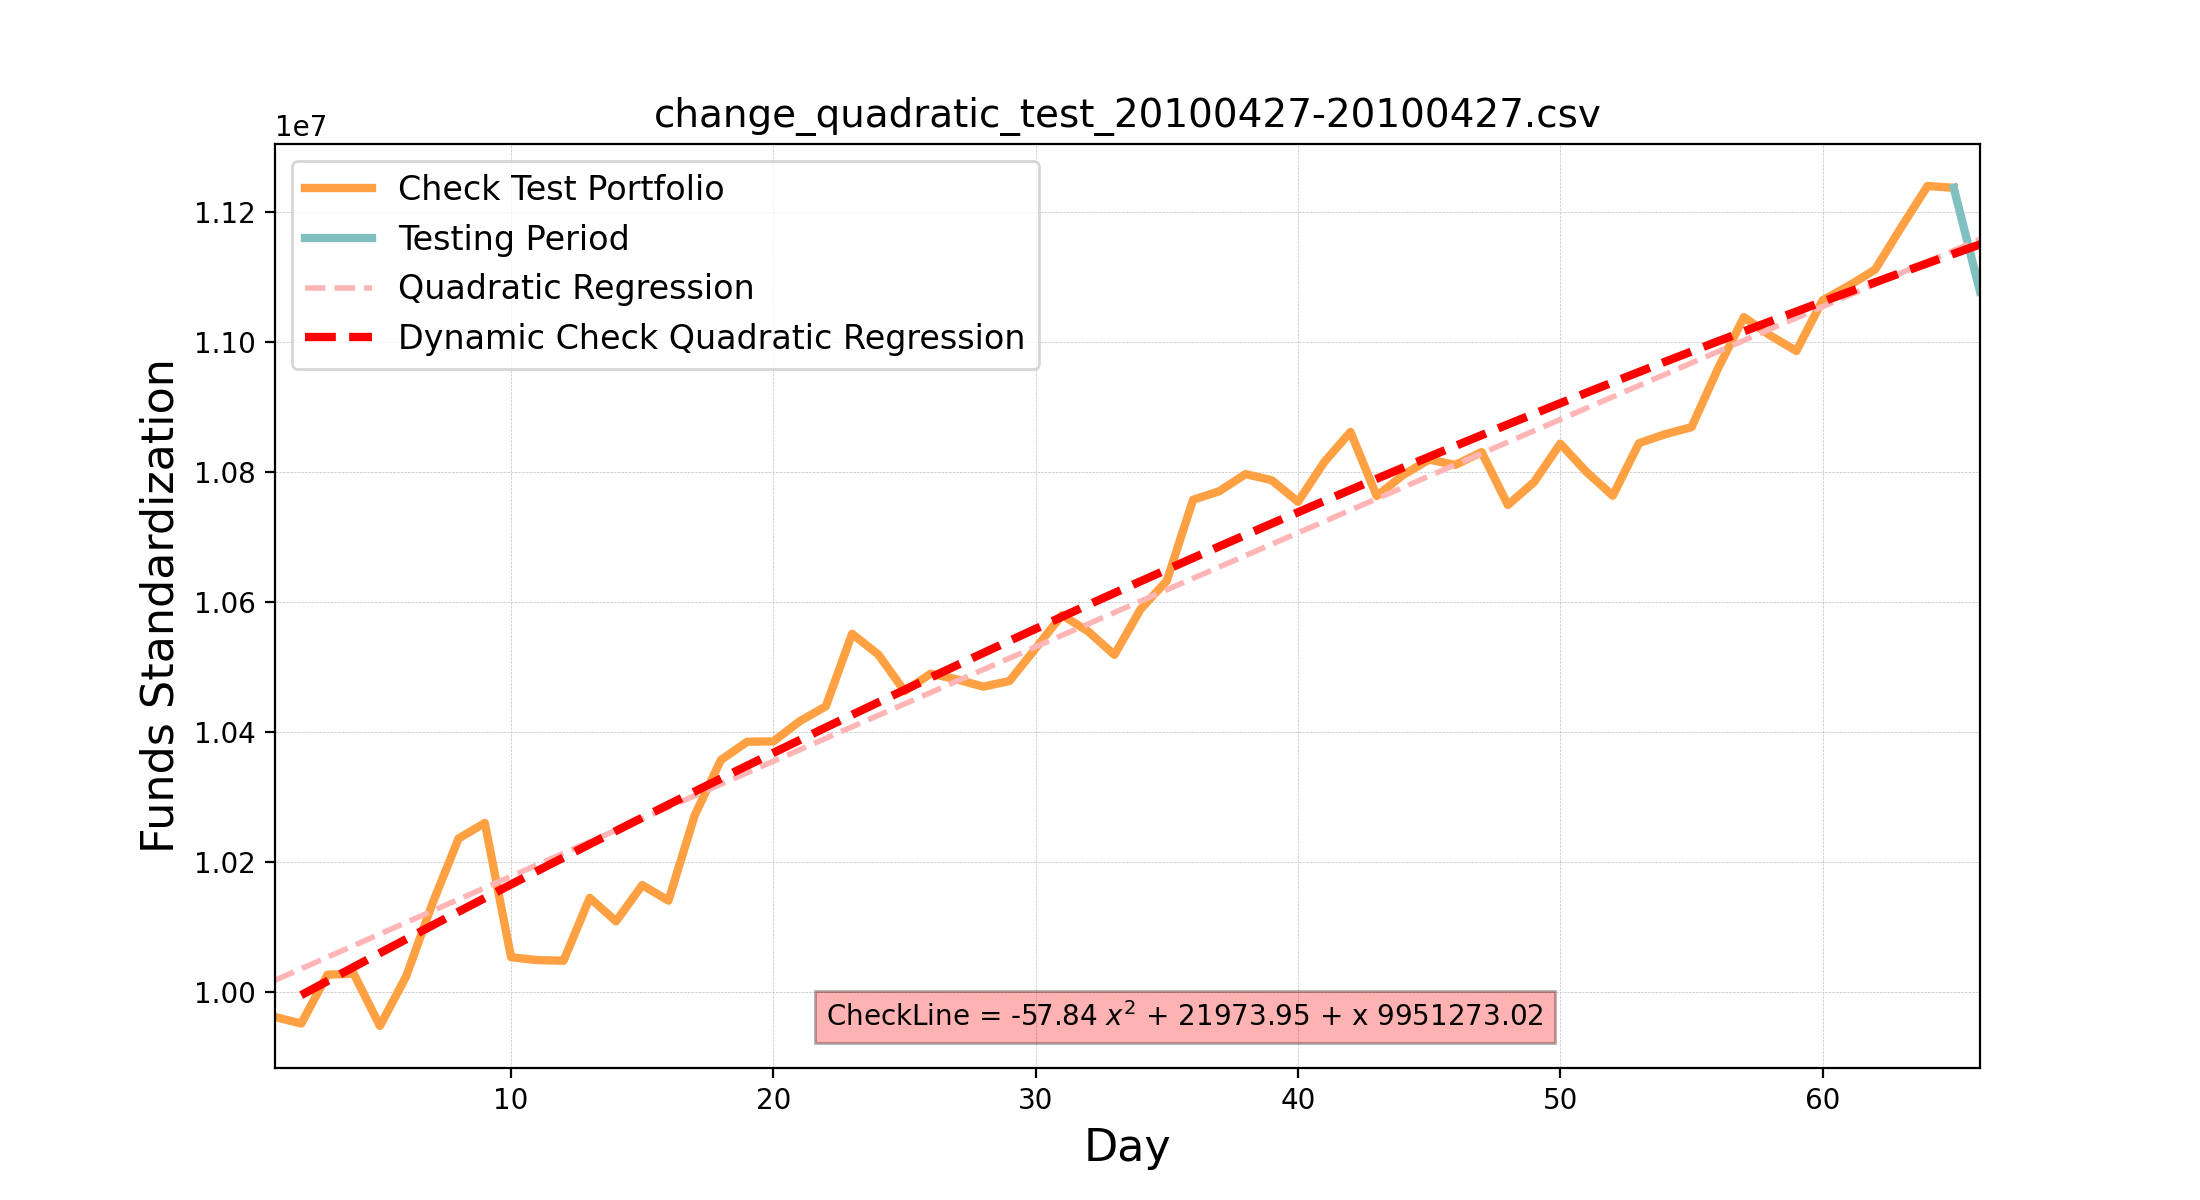 change_quadratic_test_20100427-20100427.csv
1e7
Check Test Portfolio
Testing Period
Quadratic Regression
Dynamic Check Quadratic Regression
Funds Standardization
1.12
1.10
1.08
1.06
1.04
1.02
1.00
CheckLine = -57.84 x² + 21973.95 + x 9951273.02
10 20 30 40 50 60
Day